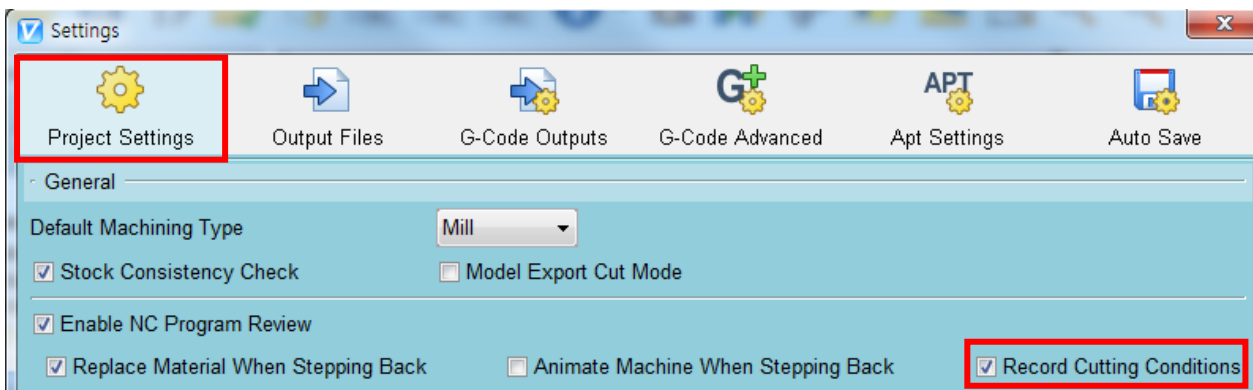 Settings
Project Settings Output Files G-Code Outputs G-Code Advanced Apt Settings Auto Save
General
Default Machining Type Mill
Stock Consistency Check Model Export Cut Mode
Enable NC Program Review
Replace Material When Stepping Back Animate Machine When Stepping Back Record Cutting Conditions